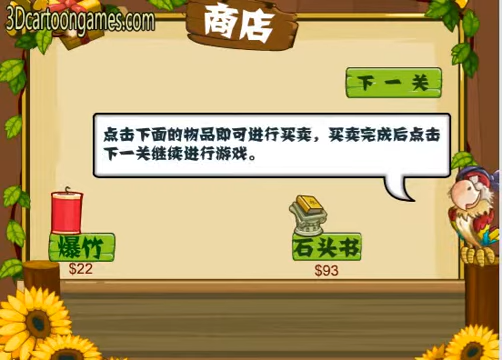 3Dcartoongames.com
商店
下一关
点击下面的物品即可进行买卖，买卖完成后点击
下一关继续进行游戏。
爆竹
石头书
$22
$93